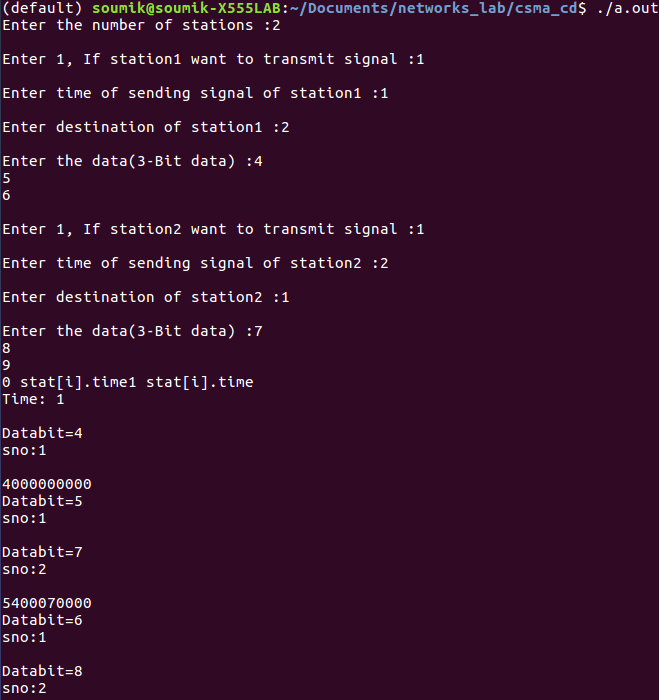 (default) soumik@soumik-X555LAB:~/Documents/networks_lab/csma_cd$ ./a.out
Enter the number of stations :2
Enter 1, If station1 want to transmit signal :1
Enter time of sending signal of station1 :1
Enter destination of station1 :2
Enter the data(3-Bit data) :4
5
6
Enter 1, If station2 want to transmit signal :1
Enter time of sending signal of station2 :2
Enter destination of station2 :1
Enter the data(3-Bit data) :7
8
9
0 stat[i].time1 stat[i].time
Time: 1
Databit=4
sno:1
4000000000
Databit=5
sno:1
Databit=7
sno:2
5400070000
Databit=6
sno:1
Databit=8
sno:2